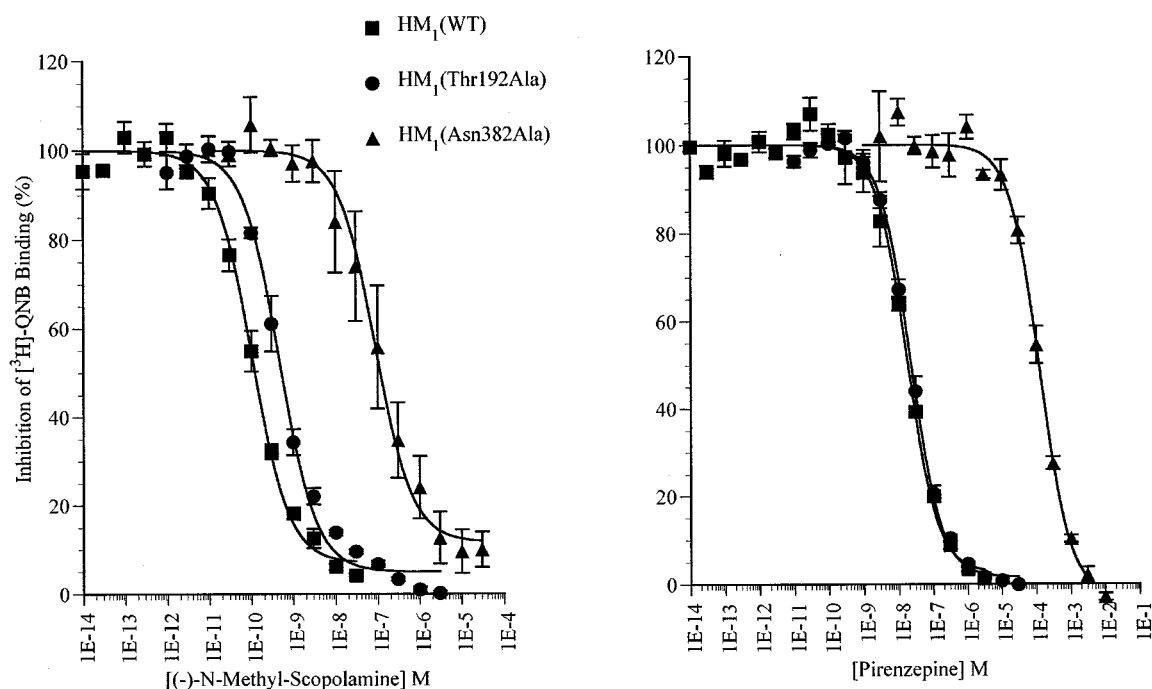 HM1(WT)
HM1(Thr192Ala)
HM1(Asn382Ala)
Inhibition of [3H]-QNB Binding (%)
120
100
80
60
40
20
0
1E-14
1E-13
1E-12
1E-11
1E-10
1E-9
1E-8
1E-7
1E-6
1E-5
1E-4
[(-)-N-Methyl-Scopolamine] M
120
100
80
60
40
20
0
1E-14
1E-13
1E-12
1E-11
1E-10
1E-9
1E-8
1E-7
1E-6
1E-5
1E-4
1E-3
1E-2
1E-1
[Pirenzepine] M